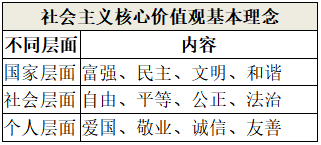 社会主义核心价值观基本理念
不同层面 内容
国家层面 富强、民主、文明、和谐
社会层面 自由、平等、公正、法治
个人层面 爱国、敬业、诚信、友善